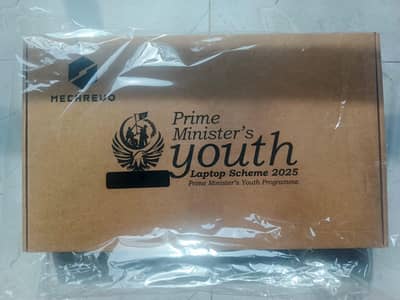 MECHREVO
Prime
Minister's
youth
Laptop Scheme 2025
Prime Minister's Youth Programme